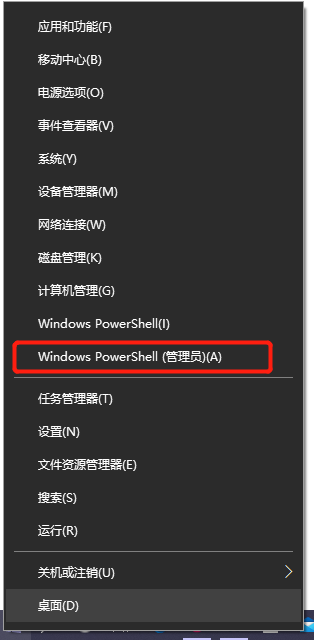 应用和功能(F)
移动中心(B)
电源选项(O)
事件查看器(V)
系统(Y)
设备管理器(M)
网络连接(W)
磁盘管理(K)
计算机管理(G)
Windows PowerShell(I)
Windows PowerShell (管理员)(A)
任务管理器(T)
设置(N)
文件资源管理器(E)
搜索(S)
运行(R)
关机或注销(U)
桌面(D)